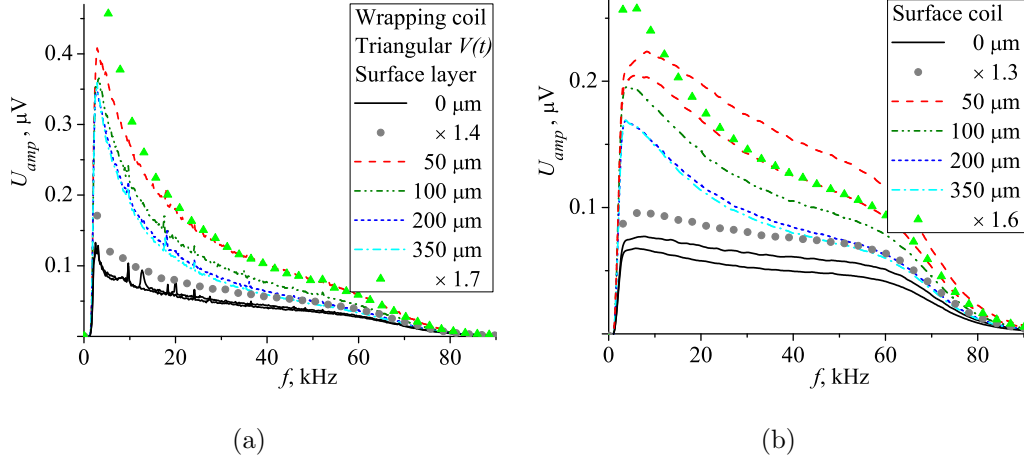 Wrapping coil
Triangular V(t)
Surface layer
0 μm
× 1.4
50 μm
100 μm
200 μm
350 μm
× 1.7
0.4
0.3
0.2
0.1
U_amp, μV
0
20
40
60
80
f, kHz
(a)
Surface coil
0 μm
× 1.3
50 μm
100 μm
200 μm
350 μm
× 1.6
0.2
0.1
U_amp, μV
0
20
40
60
80
f, kHz
(b)